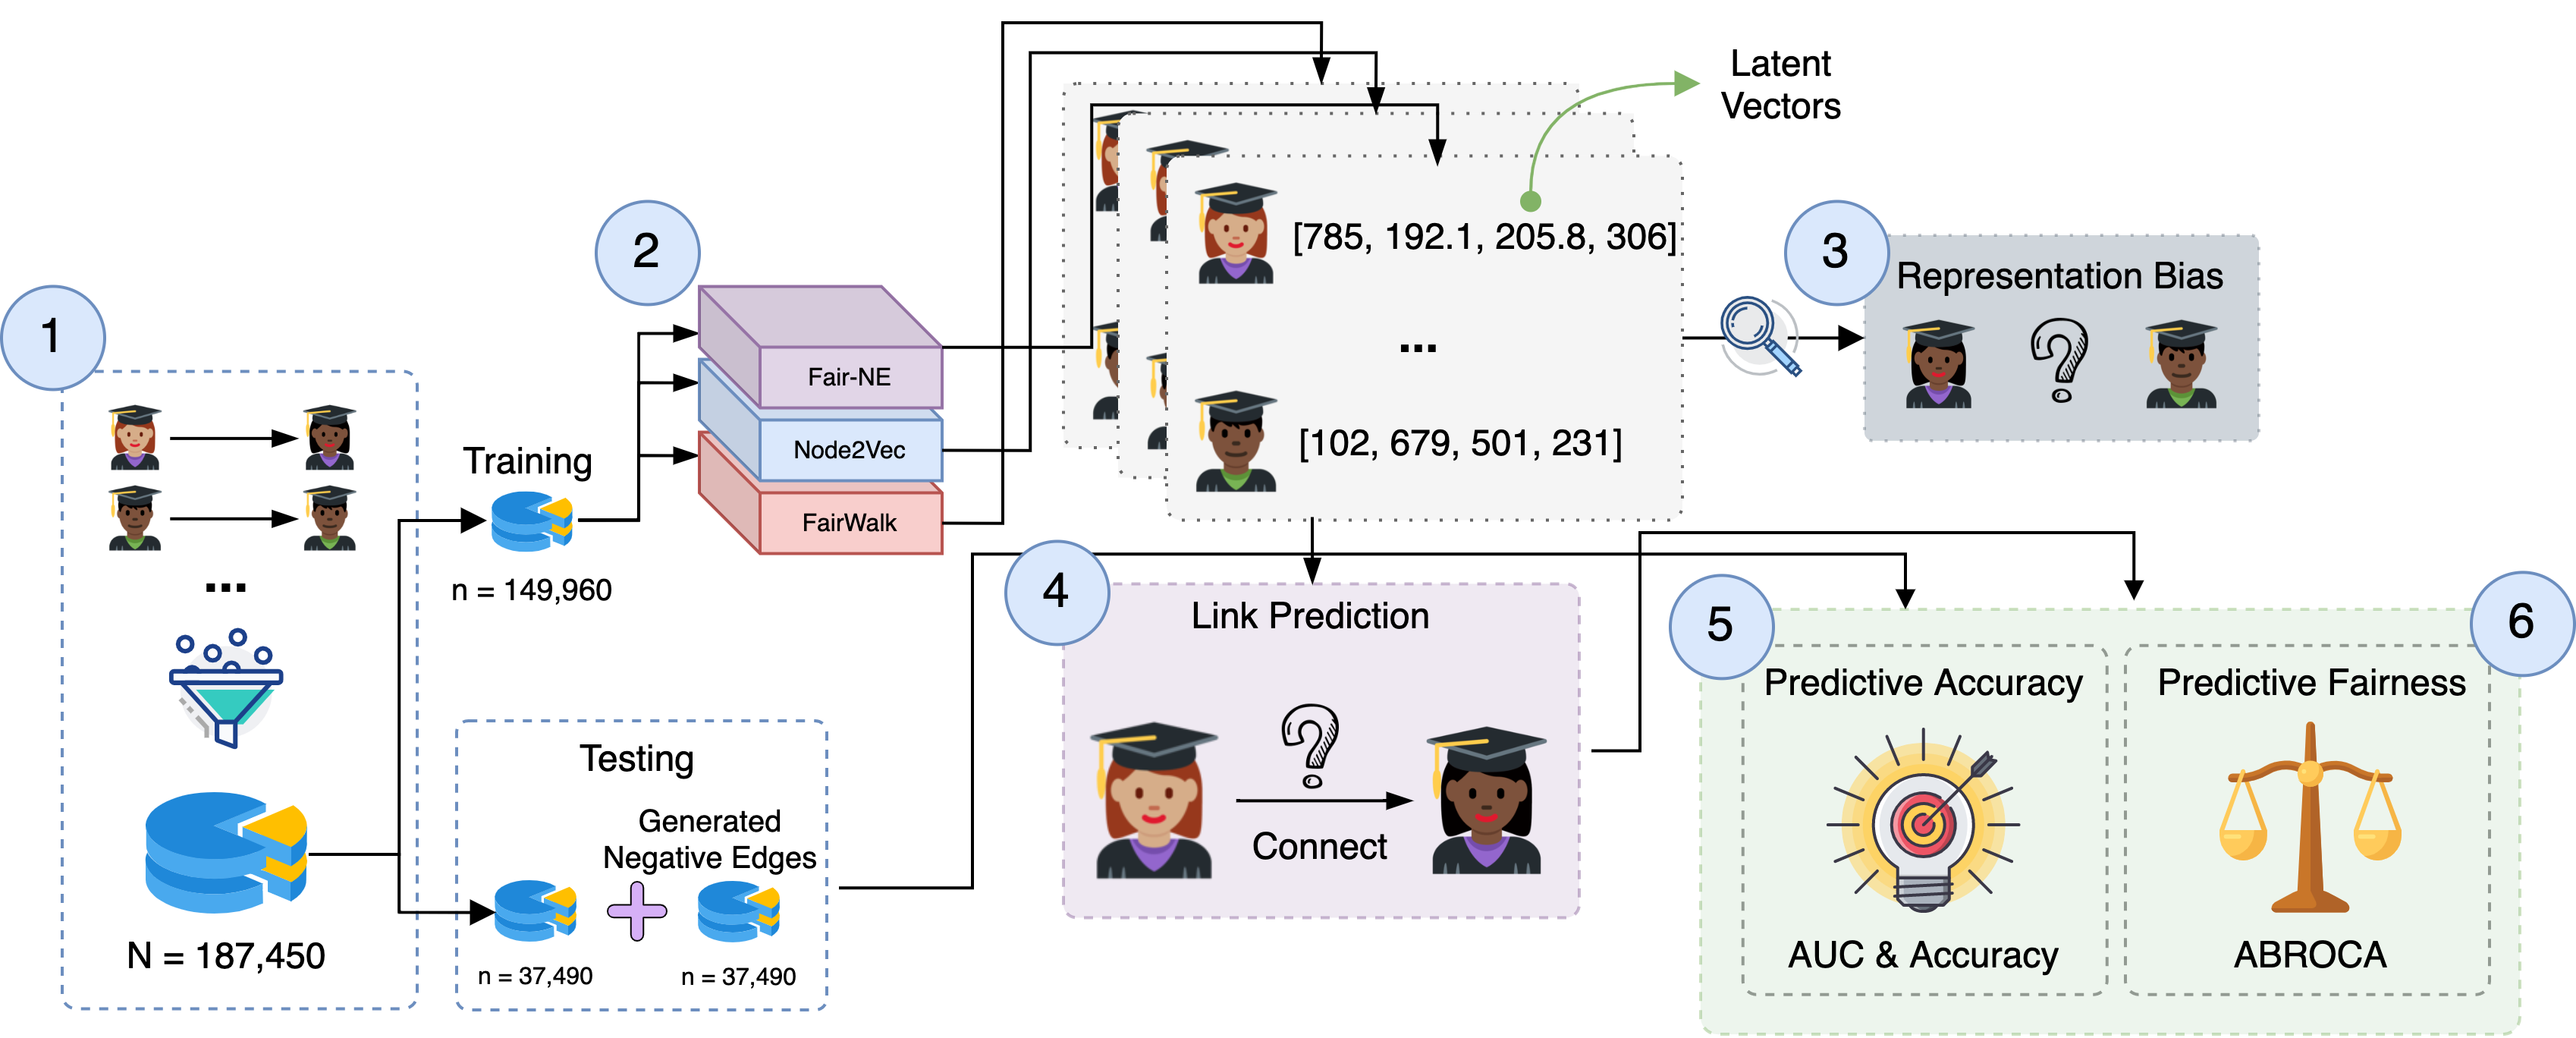 1
...
N = 187,450
Training
n = 149,960
Testing
Generated
Negative Edges
n = 37,490
n = 37,490
2
Fair-NE
Node2Vec
FairWalk
Latent
Vectors
[785, 192.1, 205.8, 306]
...
[102, 679, 501, 231]
3
Representation Bias
?
4
Link Prediction
?
Connect
5
Predictive Accuracy
AUC & Accuracy
6
Predictive Fairness
ABROCA